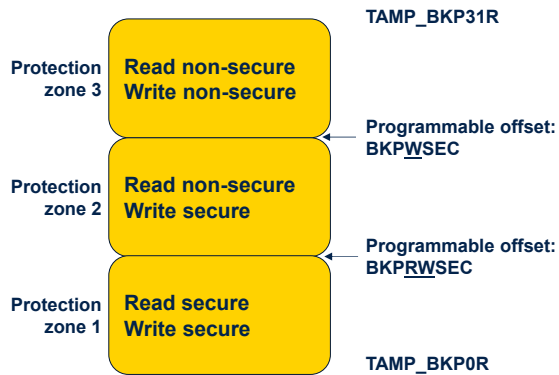 TAMP_BKP31R
Protection
zone 3
Read non-secure
Write non-secure
Programmable offset:
BKPWSEC
Protection
zone 2
Read non-secure
Write secure
Programmable offset:
BKPRWSEC
Protection
zone 1
Read secure
Write secure
TAMP_BKP0R